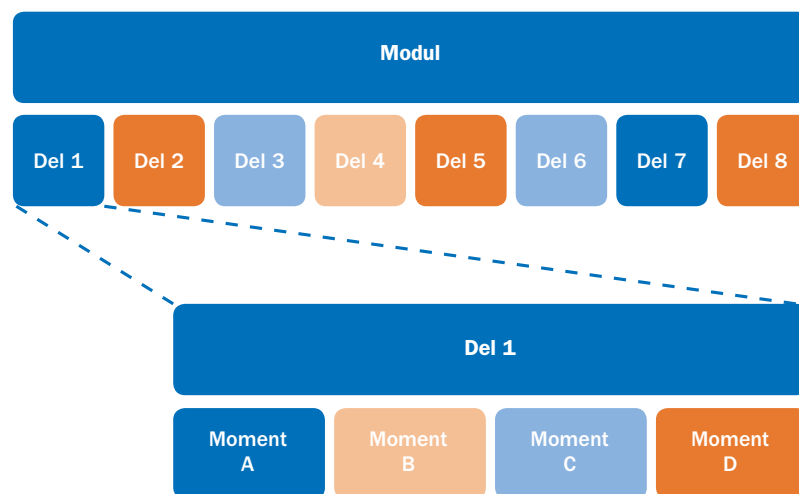 Modul
Del 1 Del 2 Del 3 Del 4 Del 5 Del 6 Del 7 Del 8
Del 1
Moment Moment Moment Moment
A B C D